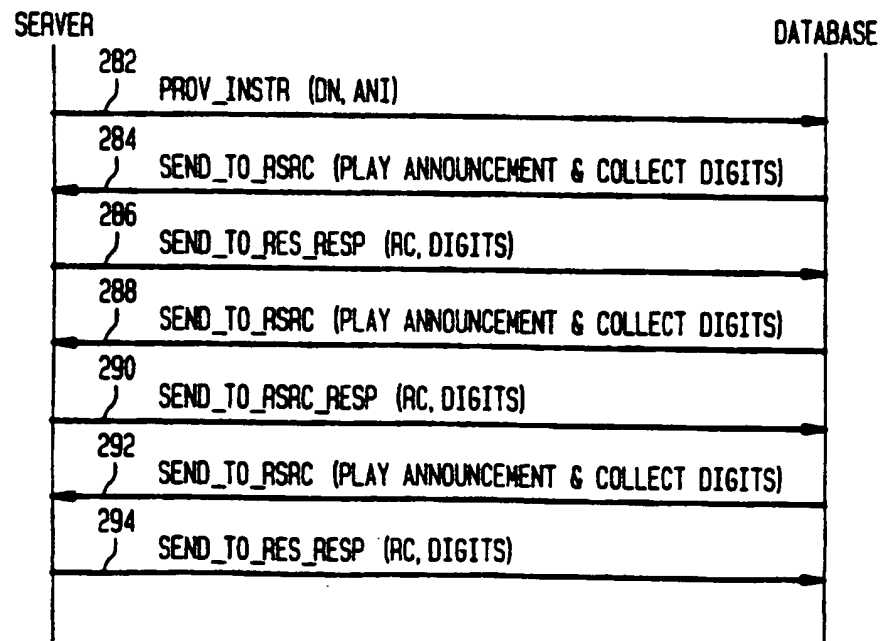 SERVER
DATABASE
282
PROV_INSTR (DN, ANI)
284
SEND_TO_RSRC (PLAY ANNOUNCEMENT & COLLECT DIGITS)
286
SEND_TO_RES_RESP (RC, DIGITS)
288
SEND_TO_RSRC (PLAY ANNOUNCEMENT & COLLECT DIGITS)
290
SEND_TO_RSRC_RESP (RC, DIGITS)
292
SEND_TO_RSRC (PLAY ANNOUNCEMENT & COLLECT DIGITS)
294
SEND_TO_RES_RESP (RC, DIGITS)